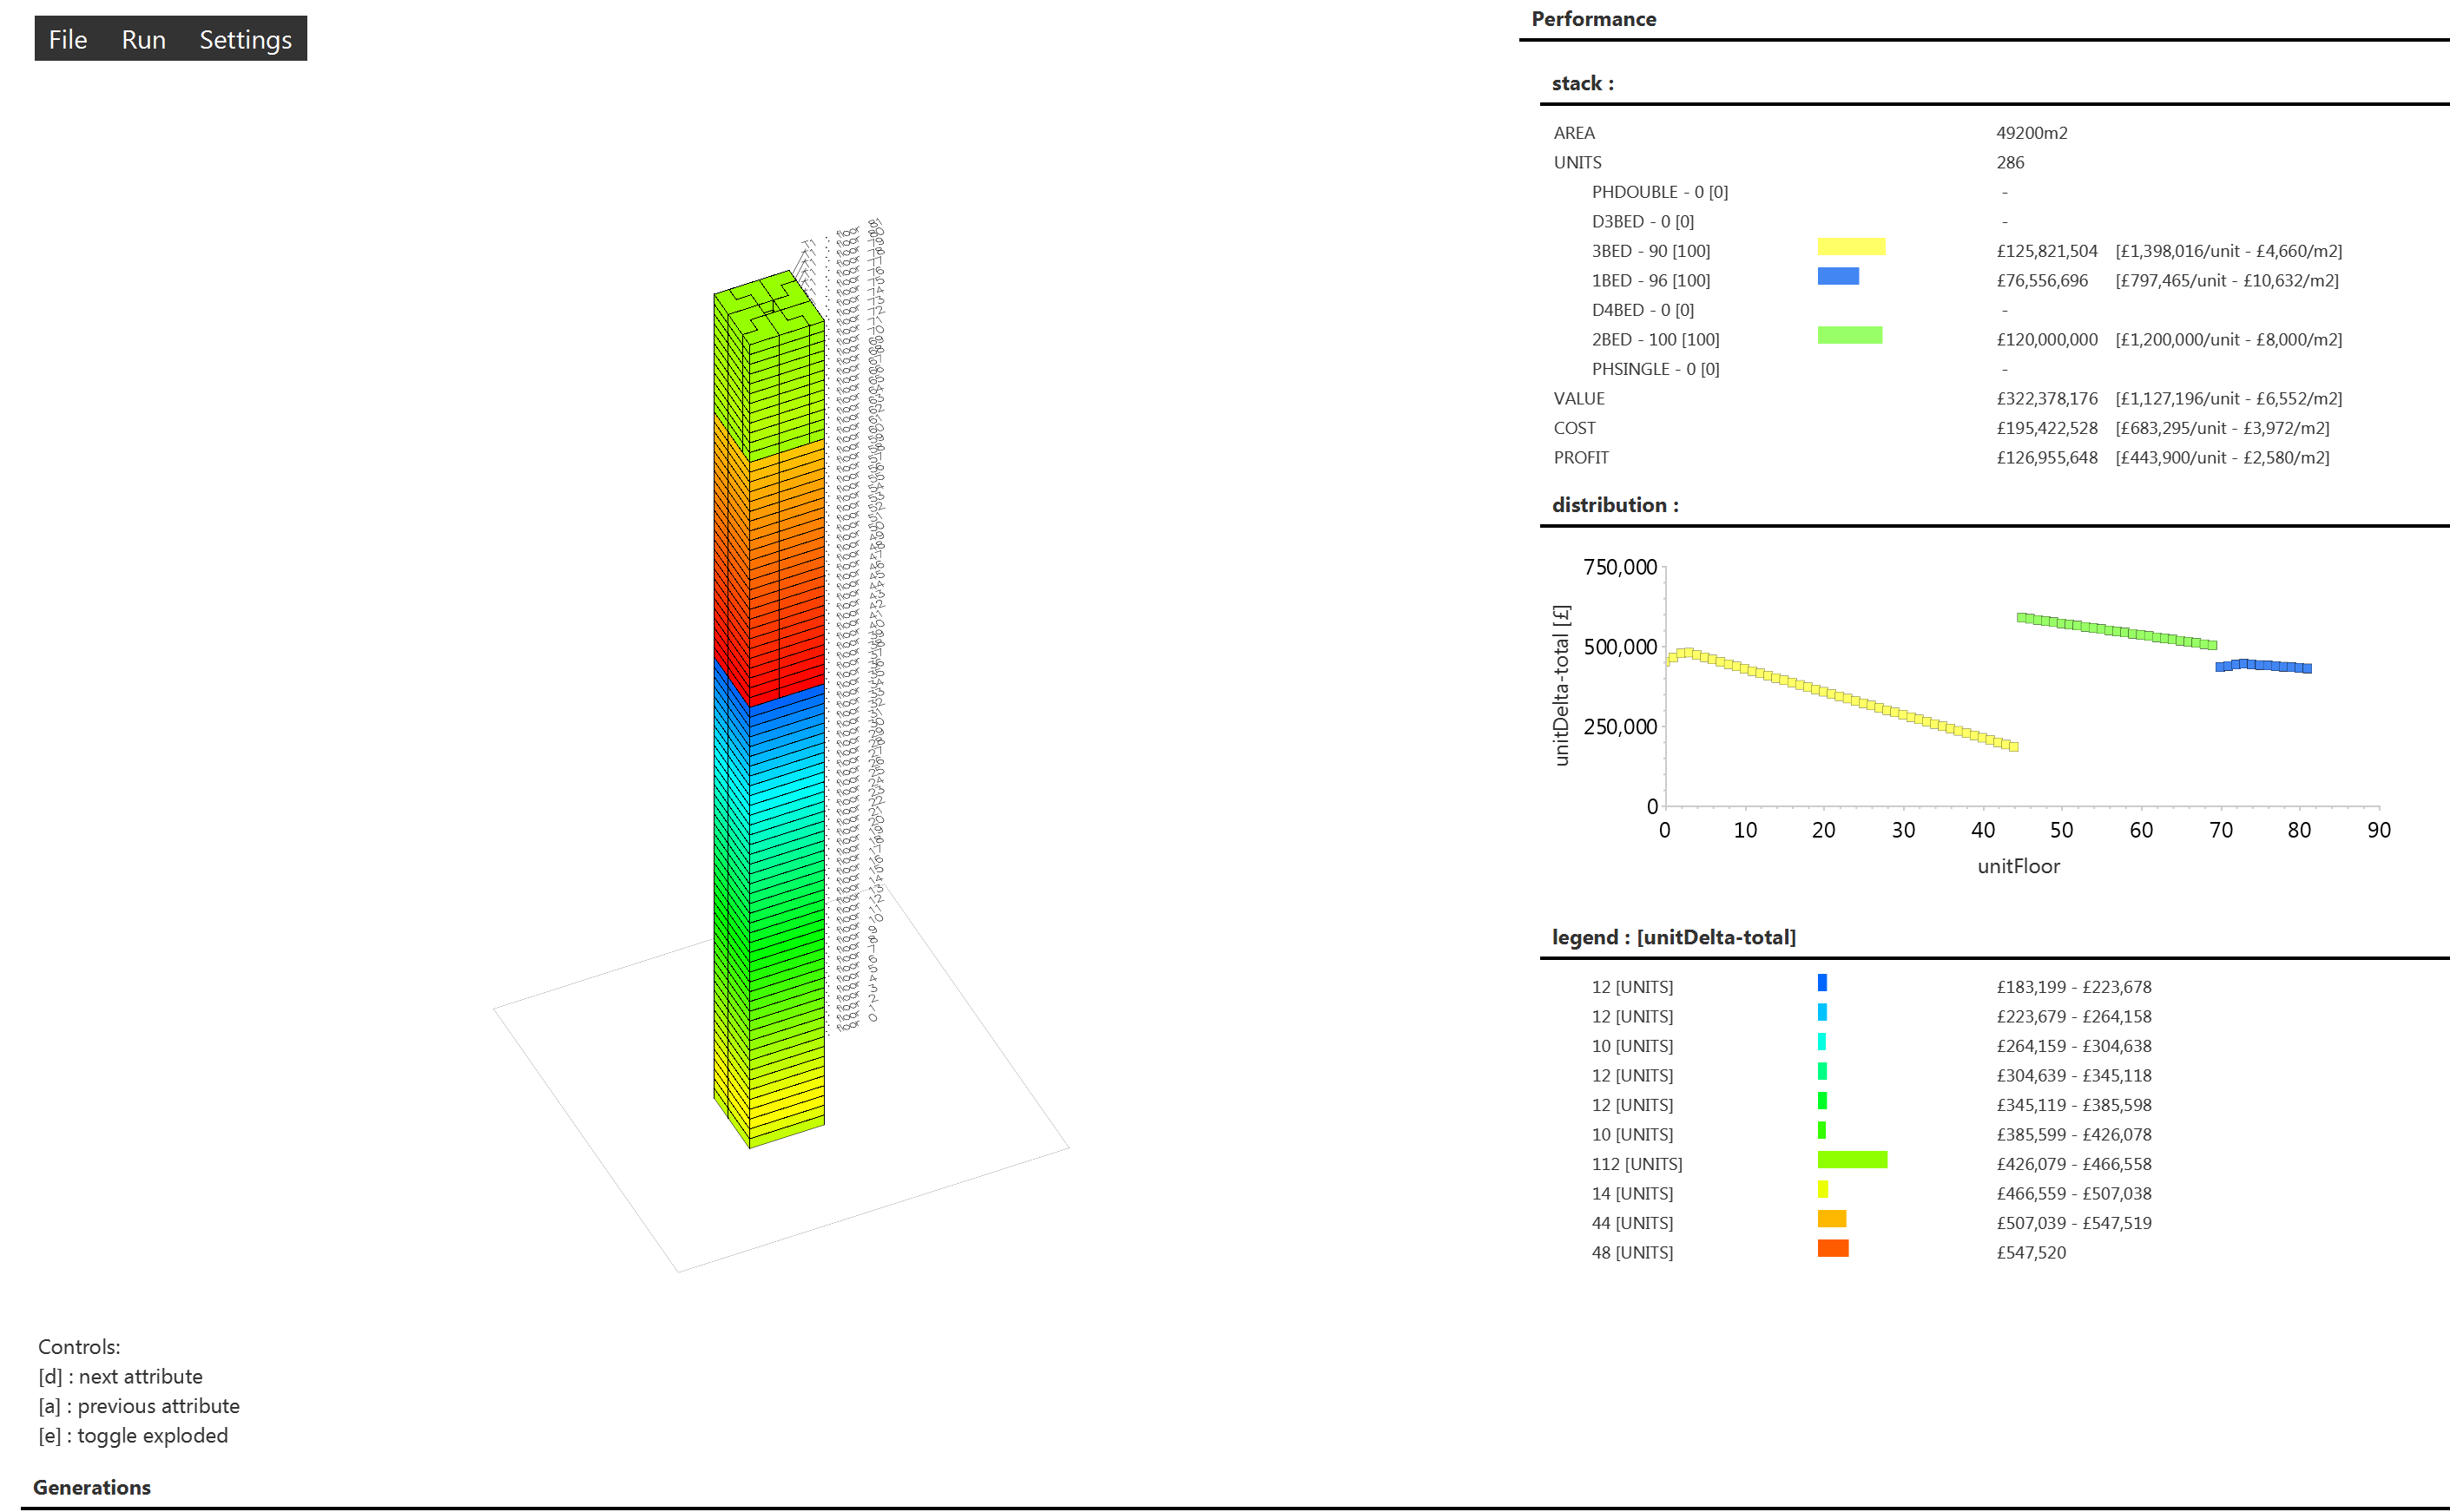 File Run Settings
Performance
stack :
AREA 49200m2
UNITS 286
PHDOUBLE - 0 [0] -
D3BED - 0 [0] -
3BED - 90 [100] £125,821,504 [£1,398,016/unit - £4,660/m2]
1BED - 96 [100] £76,556,696 [£797,465/unit - £10,632/m2]
D4BED - 0 [0] -
2BED - 100 [100] £120,000,000 [£1,200,000/unit - £8,000/m2]
PHSINGLE - 0 [0] -
VALUE £322,378,176 [£1,127,196/unit - £6,552/m2]
COST £195,422,528 [£683,295/unit - £3,972/m2]
PROFIT £126,955,648 [£443,900/unit - £2,580/m2]
distribution :
unitDelta-total [£]
750,000
500,000
250,000
0
0 10 20 30 40 50 60 70 80 90
unitFloor
legend : [unitDelta-total]
12 [UNITS] £183,199 - £223,678
12 [UNITS] £223,679 - £264,158
10 [UNITS] £264,159 - £304,638
12 [UNITS] £304,639 - £345,118
12 [UNITS] £345,119 - £385,598
10 [UNITS] £385,599 - £426,078
112 [UNITS] £426,079 - £466,558
14 [UNITS] £466,559 - £507,038
44 [UNITS] £507,039 - £547,519
48 [UNITS] £547,520
Controls:
[d] : next attribute
[a] : previous attribute
[e] : toggle exploded
Generations